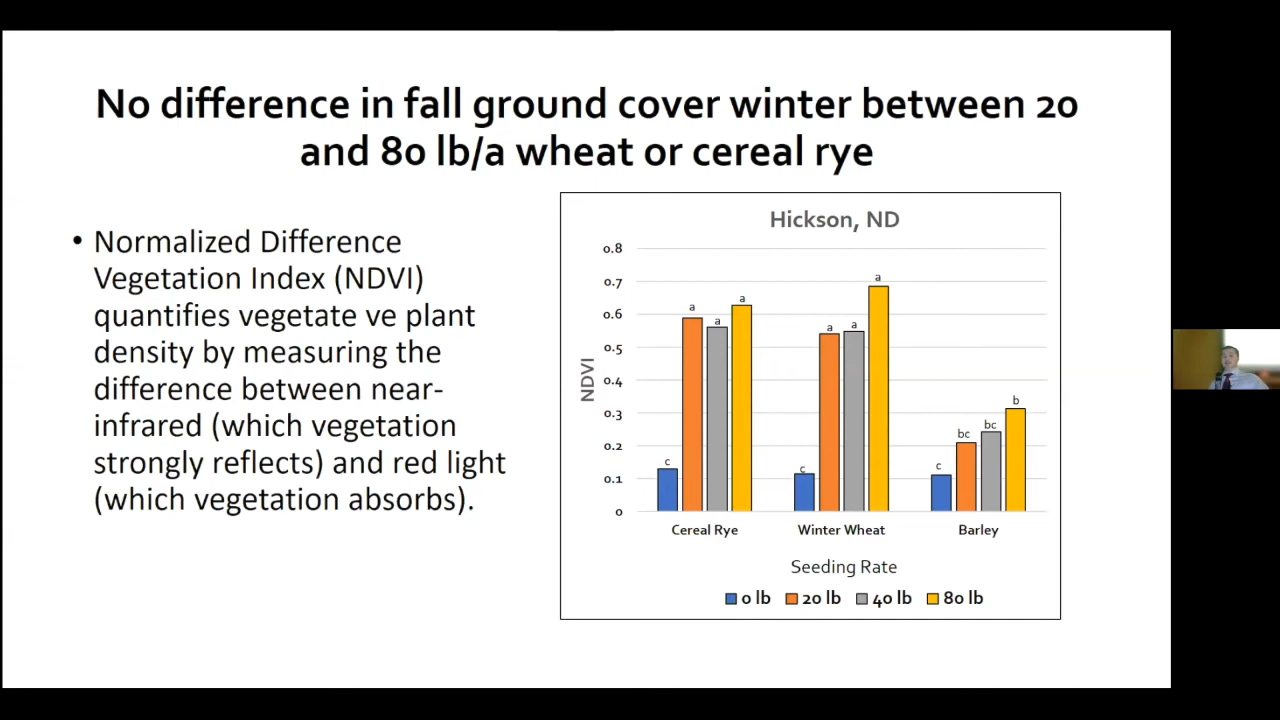 No difference in fall ground cover winter between 20
and 80 lb/a wheat or cereal rye
• Normalized Difference
Vegetation Index (NDVI)
quantifies vegetate ve plant
density by measuring the
difference between near-
infrared (which vegetation
strongly reflects) and red light
(which vegetation absorbs).
Hickson, ND
NDVI
0.8
0.7
0.6
0.5
0.4
0.3
0.2
0.1
0
c a a a
c a a a
c bc bc b
Cereal Rye Winter Wheat Barley
Seeding Rate
0 lb 20 lb 40 lb 80 lb